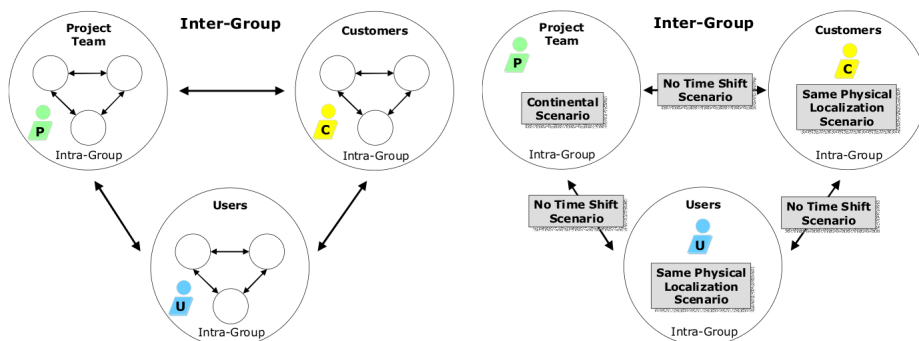 Inter-Group
Project
Team
Customers
P
C
Intra-Group
Intra-Group
Users
U
Intra-Group
Inter-Group
Project
Team
Customers
P
C
No Time Shift
Scenario
Continental
Scenario
Same Physical
Localization
Scenario
Intra-Group
Intra-Group
No Time Shift
Scenario
No Time Shift
Scenario
Users
U
Same Physical
Localization
Scenario
Intra-Group